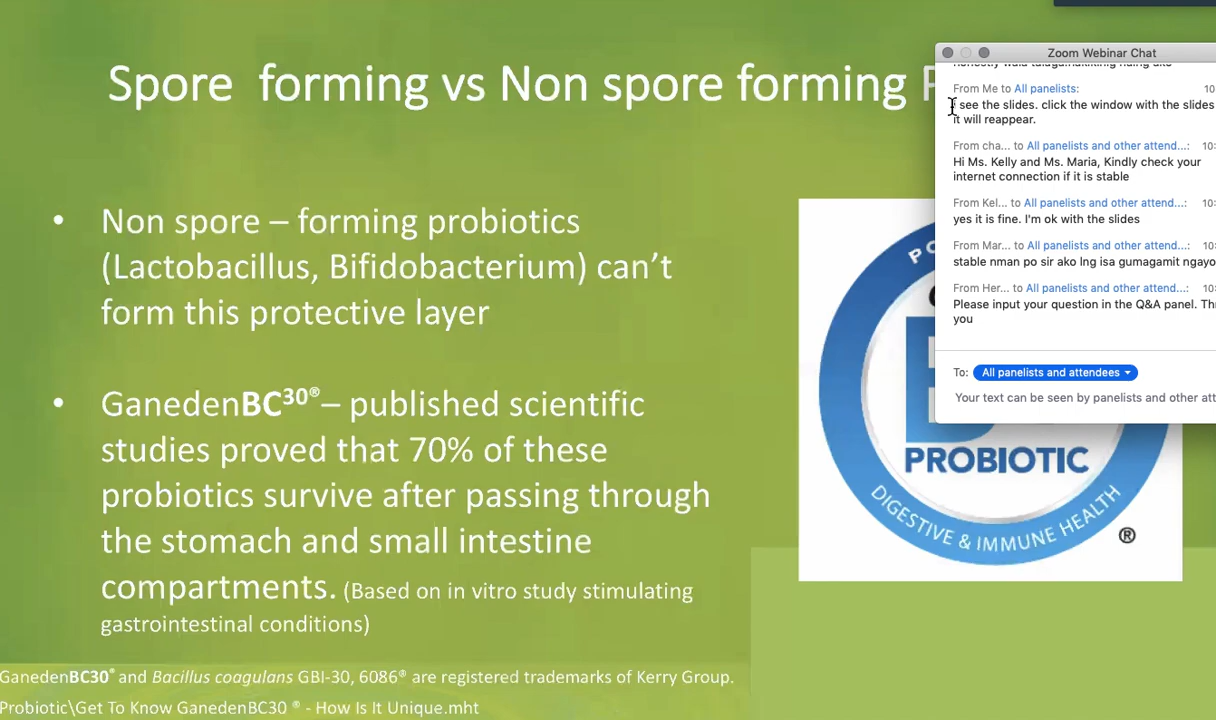 Spore forming vs Non spore forming
• Non spore – forming probiotics
(Lactobacillus, Bifidobacterium) can't
form this protective layer
• GanedenBC30®– published scientific
studies proved that 70% of these
probiotics survive after passing through
the stomach and small intestine
compartments. (Based on in vitro study stimulating
gastrointestinal conditions)
GanedenBC30® and Bacillus coagulans GBI-30, 6086® are registered trademarks of Kerry Group.
Probiotic\Get To Know GanedenBC30 ® - How Is It Unique.mht
PROBIOTIC
DIGESTIVE & IMMUNE HEALTH
®
Zoom Webinar Chat
From Me to All panelists: 10
I see the slides. click the window with the slides
it will reappear.
From cha... to All panelists and other attend...: 10:
Hi Ms. Kelly and Ms. Maria, Kindly check your
internet connection if it is stable
From Kel... to All panelists and other attend...: 10:
yes it is fine. I'm ok with the slides
From Mar... to All panelists and other attend...: 10:
stable nman po sir ako lng isa gumagamit ngayo
From Her... to All panelists and other attend...: 10:
Please input your question in the Q&A panel. Th
you
To: All panelists and attendees
Your text can be seen by panelists and other att